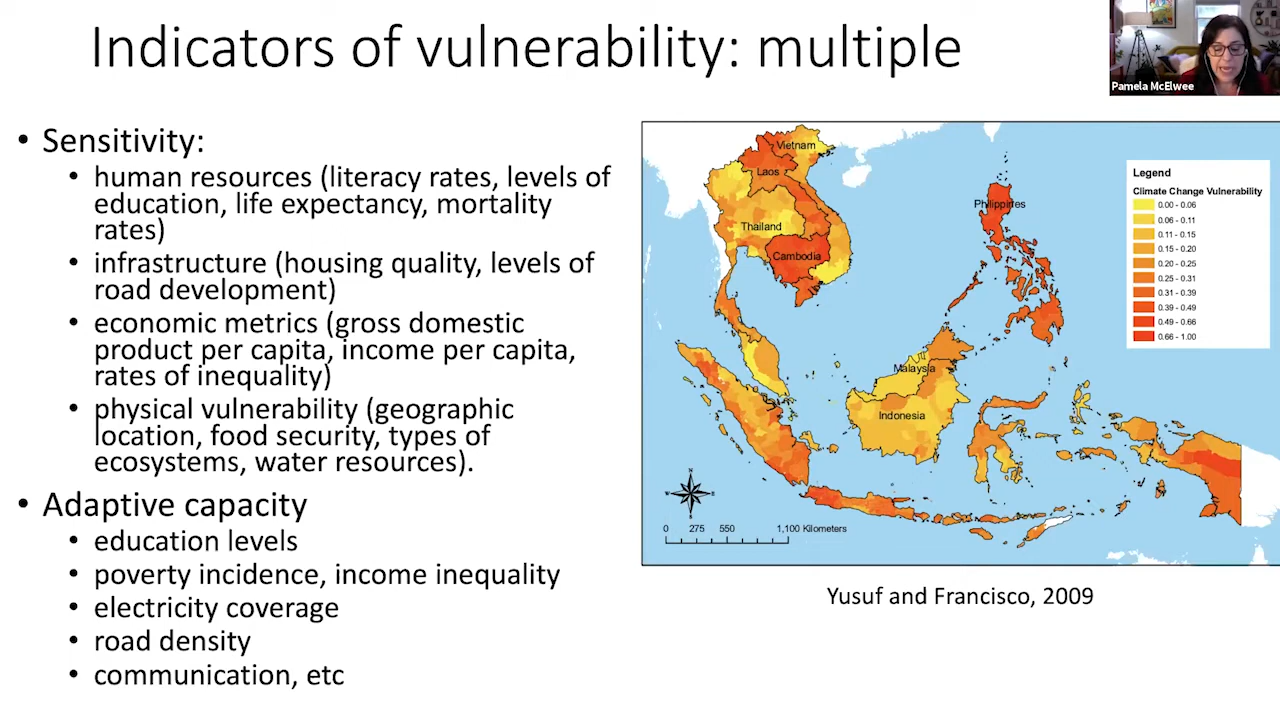 Indicators of vulnerability: multiple
Pamela McElwee
• Sensitivity:
• human resources (literacy rates, levels of
education, life expectancy, mortality
rates)
• infrastructure (housing quality, levels of
road development)
• economic metrics (gross domestic
product per capita, income per capita,
rates of inequality)
• physical vulnerability (geographic
location, food security, types of
ecosystems, water resources).
• Adaptive capacity
• education levels
• poverty incidence, income inequality
• electricity coverage
• road density
• communication, etc
Vietnam
Laos
Thailand
Cambodia
Philippines
Malaysia
Indonesia
Legend
Climate Change Vulnerability
0.00 - 0.06
0.06 - 0.11
0.11 - 0.15
0.15 - 0.20
0.20 - 0.25
0.25 - 0.31
0.31 - 0.39
0.39 - 0.49
0.49 - 0.66
0.66 - 1.00
N
W E
S
0 275 550 1,100 Kilometers
Yusuf and Francisco, 2009